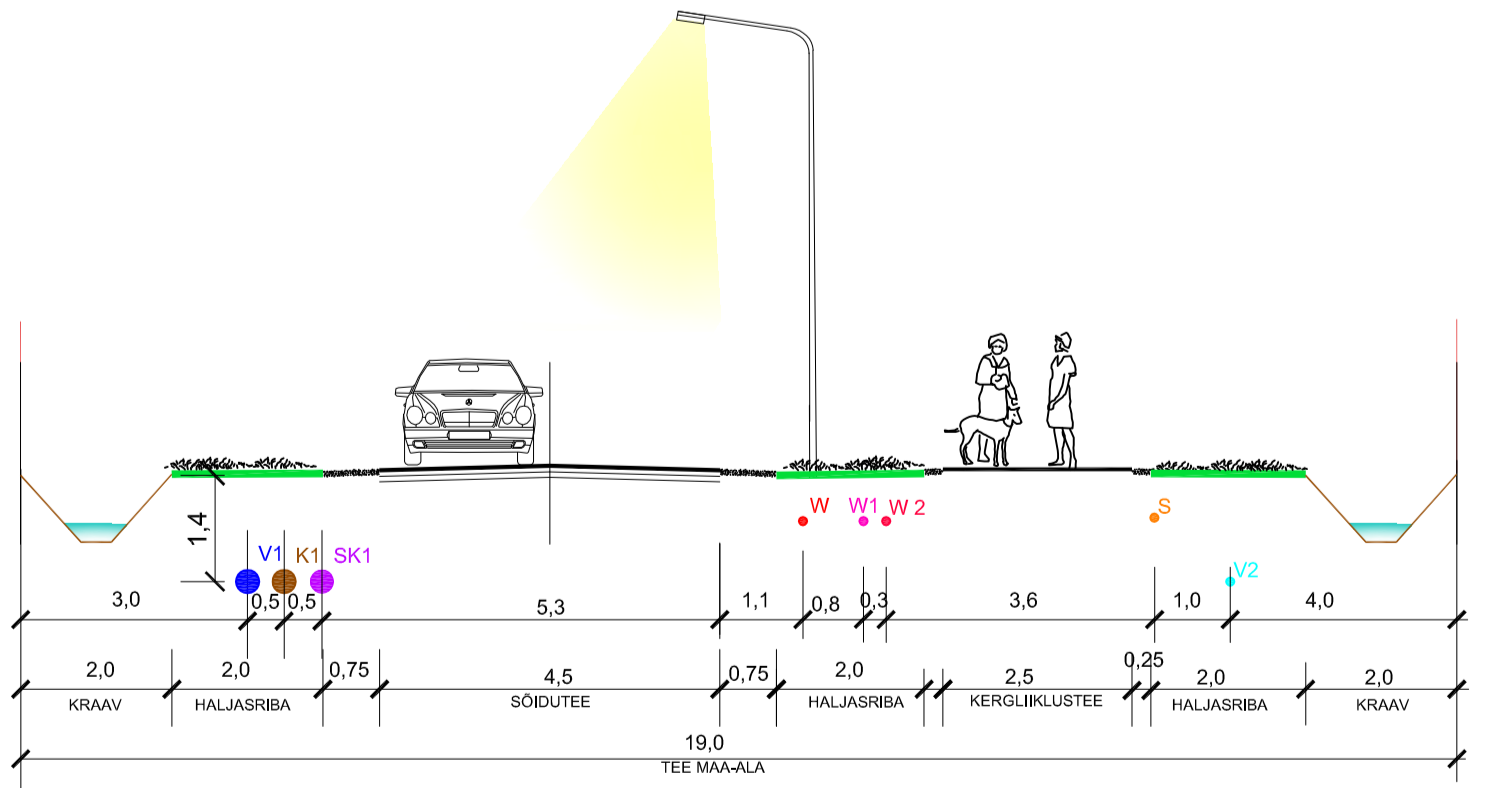 W
W1
W 2
S
1,4
V1
K1
SK1
V2
3,0
0,5
0,5
5,3
1,1
0,8
0,3
3,6
1,0
4,0
2,0
2,0
0,75
4,5
0,75
2,0
2,5
0,25
2,0
2,0
KRAAV
HALJASRIBA
SÕIDUTEE
HALJASRIBA
KERGLIIKLUSTEE
HALJASRIBA
KRAAV
19,0
TEE MAA-ALA